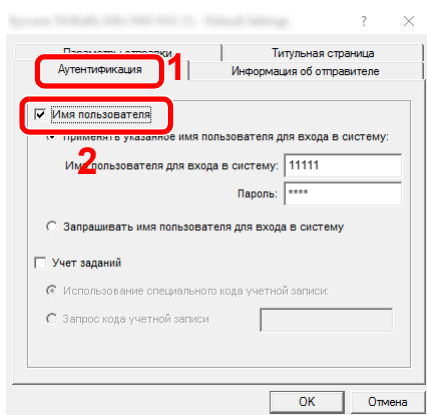 ?
Параметры отправки
Титульная страница
Аутентификация
1
Информация об отправителе
Имя пользователя
Применять указанное имя пользователя для входа в систему:
2
Имя пользователя для входа в систему: 11111
Пароль: ****
Запрашивать имя пользователя для входа в систему
Учет заданий
Использование специального кода учетной записи:
Запрос кода учетной записи
OK
Отмена